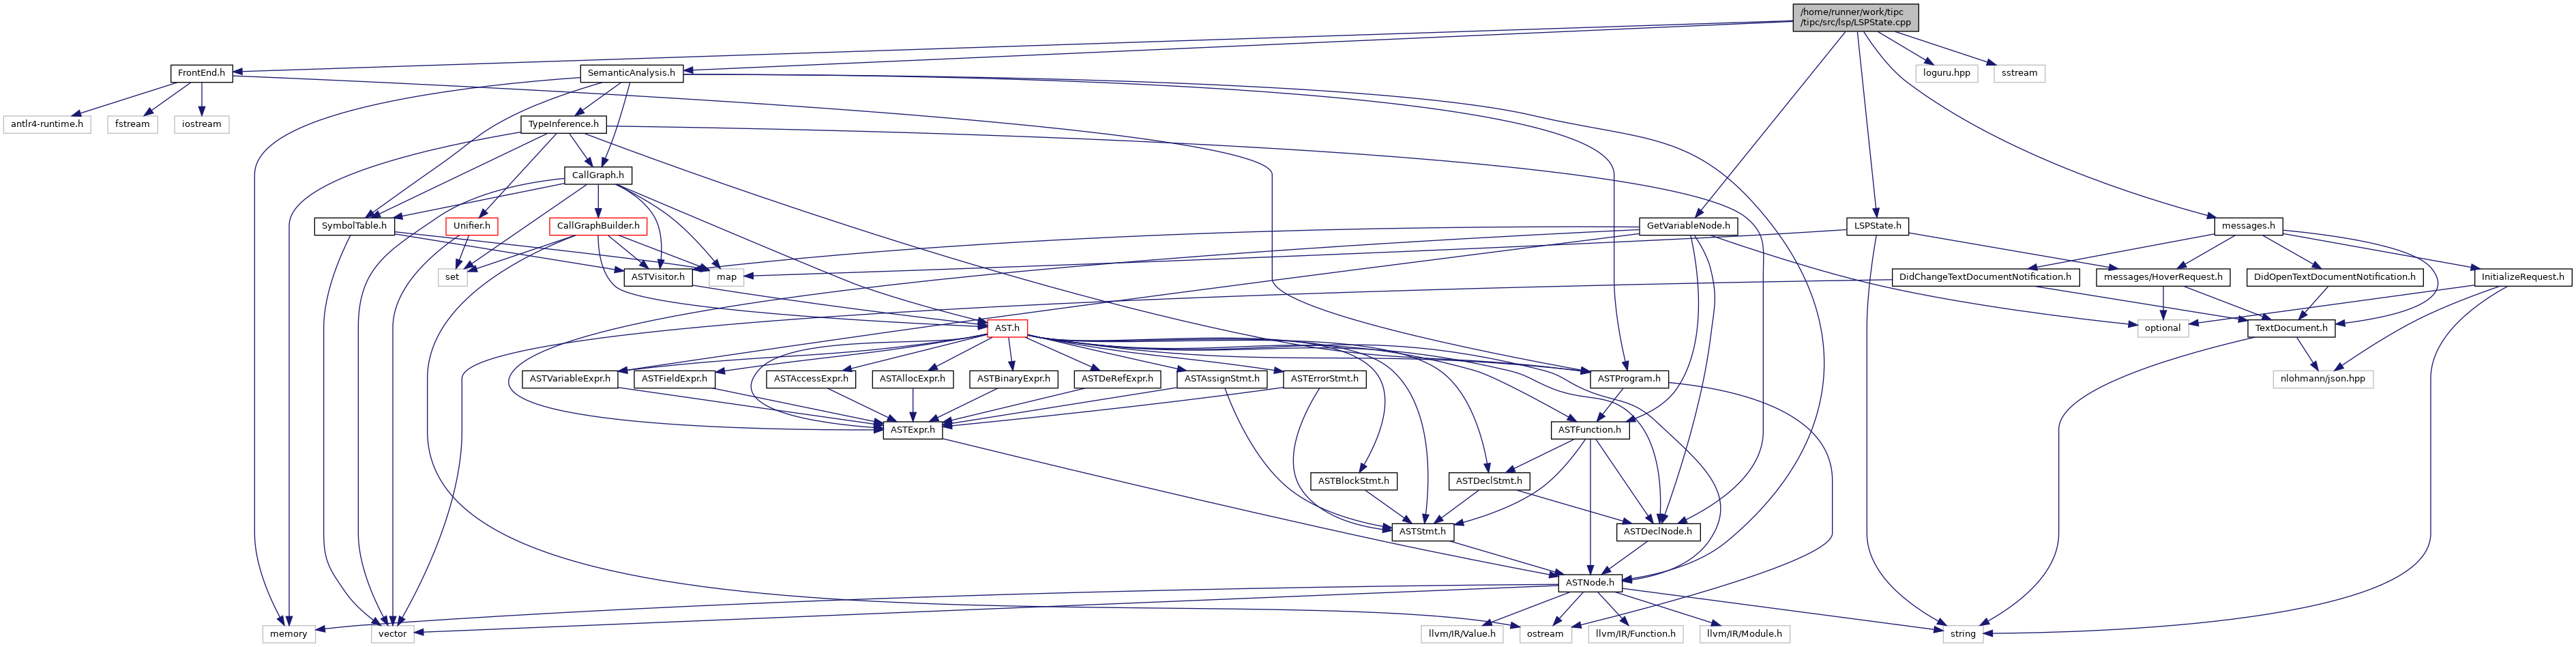 /home/runner/work/tipc
/tipc/src/lsp/LSPState.cpp
FrontEnd.h
SemanticAnalysis.h
loguru.hpp
sstream
antlr4-runtime.h
fstream
iostream
TypeInference.h
CallGraph.h
SymbolTable.h
Unifier.h
CallGraphBuilder.h
GetVariableNode.h
LSPState.h
messages.h
set
ASTVisitor.h
map
DidChangeTextDocumentNotification.h
messages/HoverRequest.h
DidOpenTextDocumentNotification.h
InitializeRequest.h
AST.h
optional
TextDocument.h
ASTVariableExpr.h
ASTFieldExpr.h
ASTAccessExpr.h
ASTAllocExpr.h
ASTBinaryExpr.h
ASTDeRefExpr.h
ASTAssignStmt.h
ASTErrorStmt.h
ASTProgram.h
nlohmann/json.hpp
ASTExpr.h
ASTFunction.h
ASTBlockStmt.h
ASTDeclStmt.h
ASTStmt.h
ASTDeclNode.h
ASTNode.h
memory
vector
llvm/IR/Value.h
ostream
llvm/IR/Function.h
llvm/IR/Module.h
string